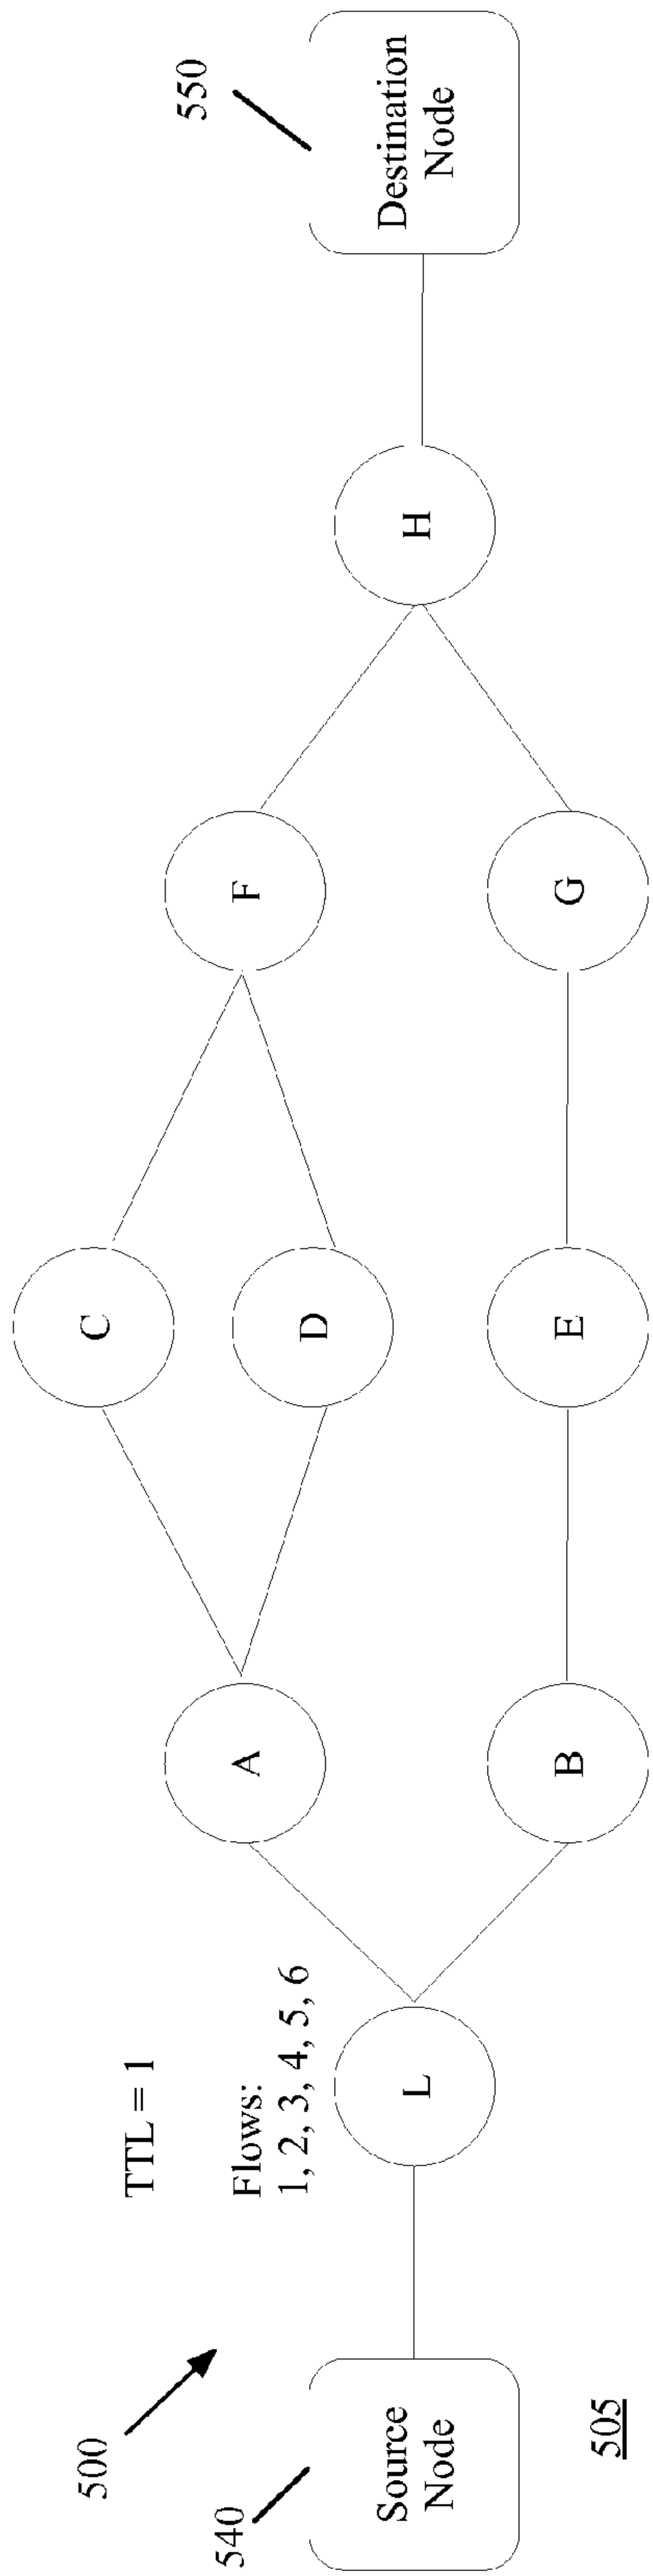 500
TTL = 1
Flows:
1, 2, 3, 4, 5, 6
540
Source
Node
L
A
B
C
D
E
F
G
H
550
Destination
Node
505